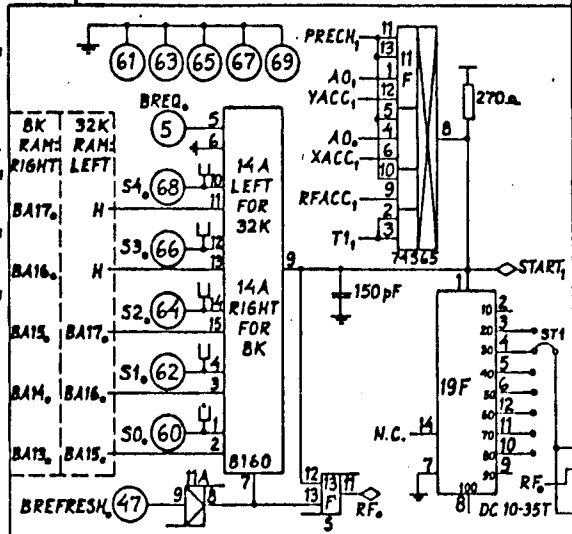 61 63 65 67 69
BREQ₀
5
8K RAM: RIGHT
32K RAM: LEFT
S4₀ 68
BA17₀ H
S3₀ 66
BA16₀ H
S2₀ 64
BA15₀ BA17₀
S1₀ 62
BA14₀ BA16₀
S0₀ 60
BA13₀ BA15₀
BREFRESH₀ 47
5
6
10
11
12
13
14
15
4
3
1
2
14A
LEFT
FOR
32K
14A
RIGHT
FOR
8K
8160
9
7
11A
9 8
12
13
13
F
11
5
RF₀
150pF
PRECH₁ 11
13
A0₁ 1
YACC₁ 12
5
A0₀ 4
XACC₁ 6
10
RFACC₁ 9
2
T1₁ 3
11
F
74S65
8
270Ω
START₁
1
19F
10 2
20 3
30 4
40 5
50 6
60 12
70 11
80 10
90 9
100
8
ST1
N.C. 14
7
RF₀
DC 10-35T